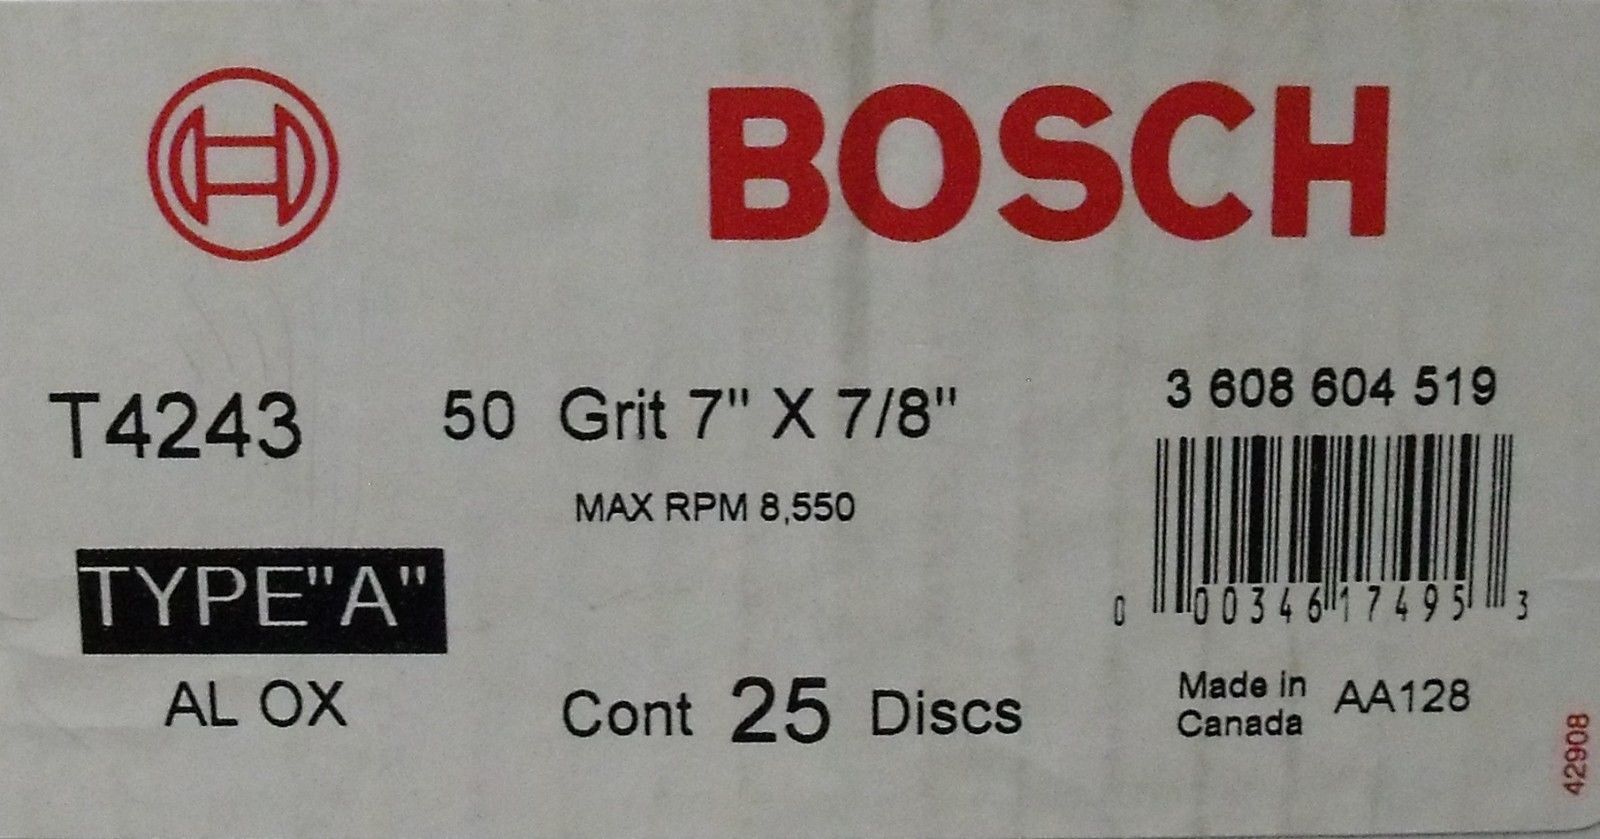 BOSCH
T4243
50 Grit 7" X 7/8"
MAX RPM 8,550
3 608 604 519
0 00346 17495 3
TYPE"A"
AL OX
Cont 25 Discs
Made in
Canada
AA128
42908